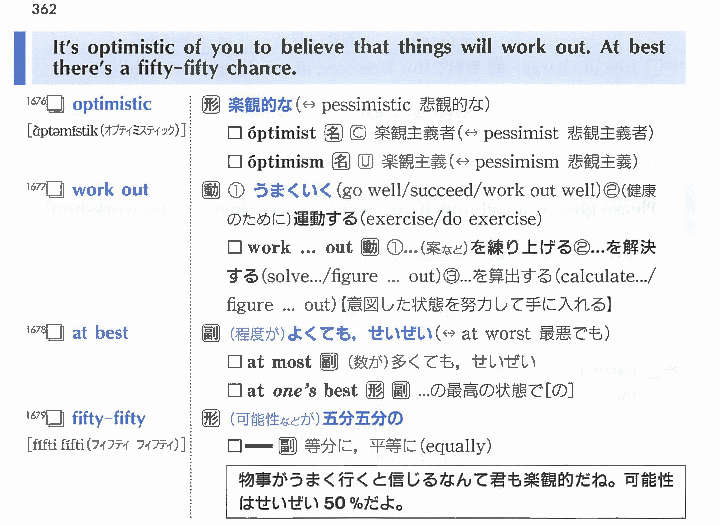 362
It's optimistic of you to believe that things will work out. At best
there's a fifty–fifty chance.
1676 □ optimistic 形 楽観的な(↔ pessimistic 悲観的な)
[ὰptəmístik(オプティミスティック)] □ óptimist 名 C 楽観主義者(↔ pessimist 悲観主義者)
□ óptimism 名 U 楽観主義(↔ pessimism 悲観主義)
1677 □ work out 動 ① うまくいく(go well/succeed/work out well)②(健康
のために)運動する(exercise/do exercise)
□ work … out 動 ①…(案など)を練り上げる②…を解決
する(solve…/figure … out)③…を算出する(calculate…/
figure … out)【意図した状態を努力して手に入れる】
1678 □ at best 副 (程度が)よくても，せいぜい(↔ at worst 最悪でも)
□ at most 副 (数が)多くても，せいぜい
□ at one's best 形 副 …の最高の状態で[の]
1679 □ fifty–fifty 形 (可能性などが)五分五分の
[fífti fífti(フィフティ フィフティ)] □ ━ 副 等分に，平等に(equally)
物事がうまく行くと信じるなんて君も楽観的だね。可能性
はせいぜい 50 %だよ。